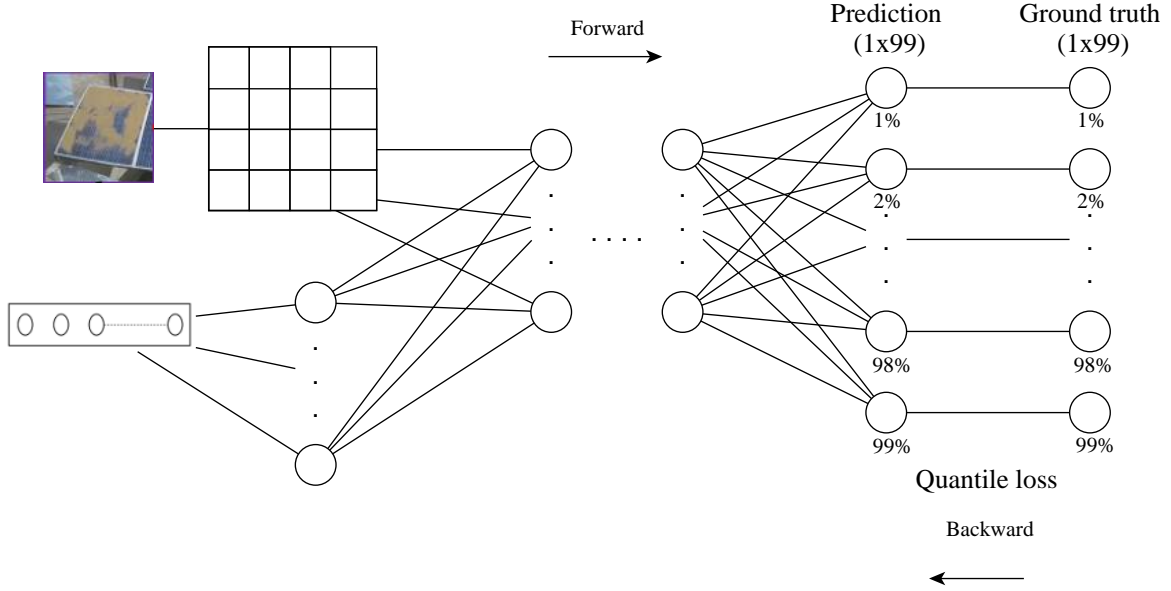 Forward
Prediction
(1x99)
Ground truth
(1x99)
1%
1%
2%
2%
98%
98%
99%
99%
Quantile loss
Backward